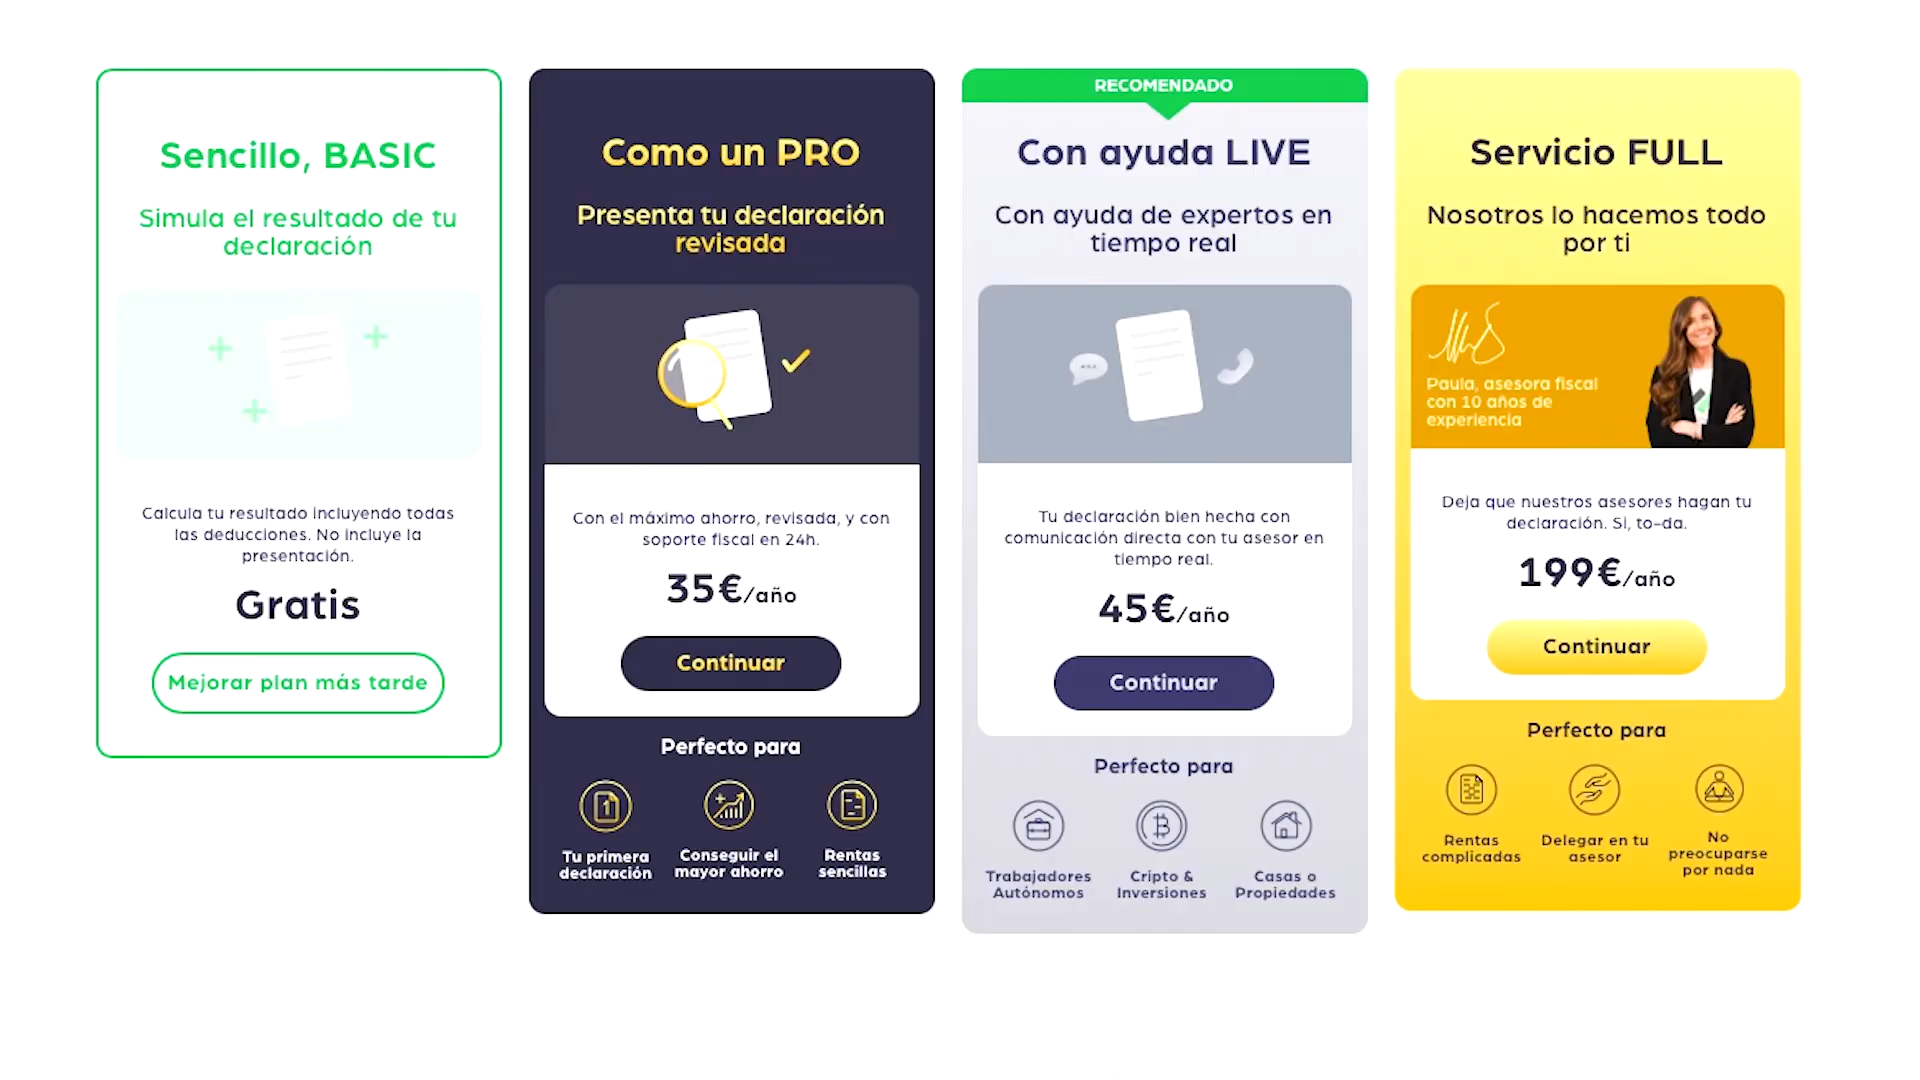 Sencillo, BASIC
Simula el resultado de tu
declaración
Calcula tu resultado incluyendo todas
las deducciones. No incluye la
presentación.
Gratis
Mejorar plan más tarde
Como un PRO
Presenta tu declaración
revisada
Con el máximo ahorro, revisada, y con
soporte fiscal en 24h.
35€/año
Continuar
Perfecto para
1
Tu primera
declaración
Conseguir el
mayor ahorro
Rentas
sencillas
RECOMENDADO
Con ayuda LIVE
Con ayuda de expertos en
tiempo real
Tu declaración bien hecha con
comunicación directa con tu asesor en
tiempo real.
45€/año
Continuar
Perfecto para
Trabajadores
Autónomos
Cripto &
Inversiones
Casas o
Propiedades
Servicio FULL
Nosotros lo hacemos todo
por ti
Paula, asesora fiscal
con 10 años de
experiencia
Deja que nuestros asesores hagan tu
declaración. Si, to-da.
199€/año
Continuar
Perfecto para
Rentas
complicadas
Delegar en tu
asesor
No
preocuparse
por nada